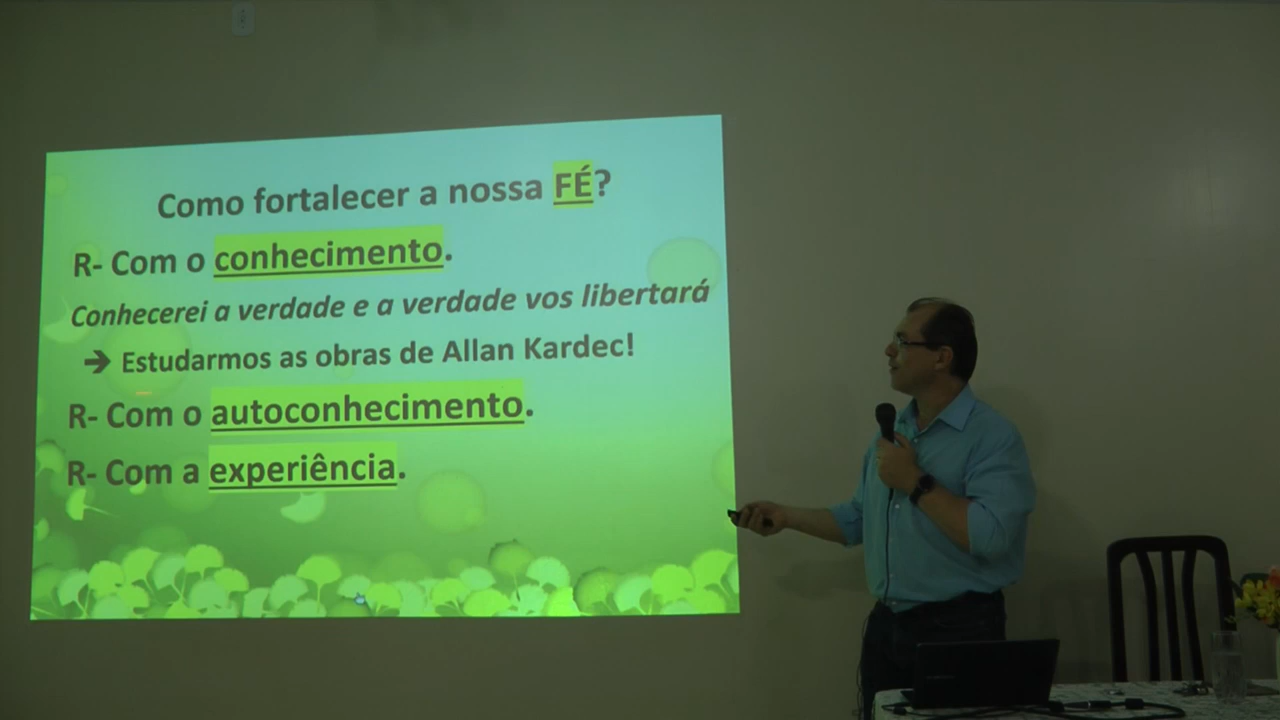 Como fortalecer a nossa FÉ?
R- Com o conhecimento.
Conhecerei a verdade e a verdade vos libertará
➔ Estudarmos as obras de Allan Kardec!
R- Com o autoconhecimento.
R- Com a experiência.